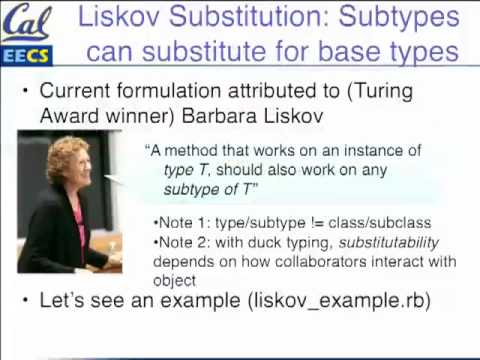 Cal
EECS
Liskov Substitution: Subtypes
can substitute for base types
• Current formulation attributed to (Turing
Award winner) Barbara Liskov
“A method that works on an instance of
type T, should also work on any
subtype of T”
•Note 1: type/subtype != class/subclass
•Note 2: with duck typing, substitutability
depends on how collaborators interact with
object
• Let’s see an example (liskov_example.rb)